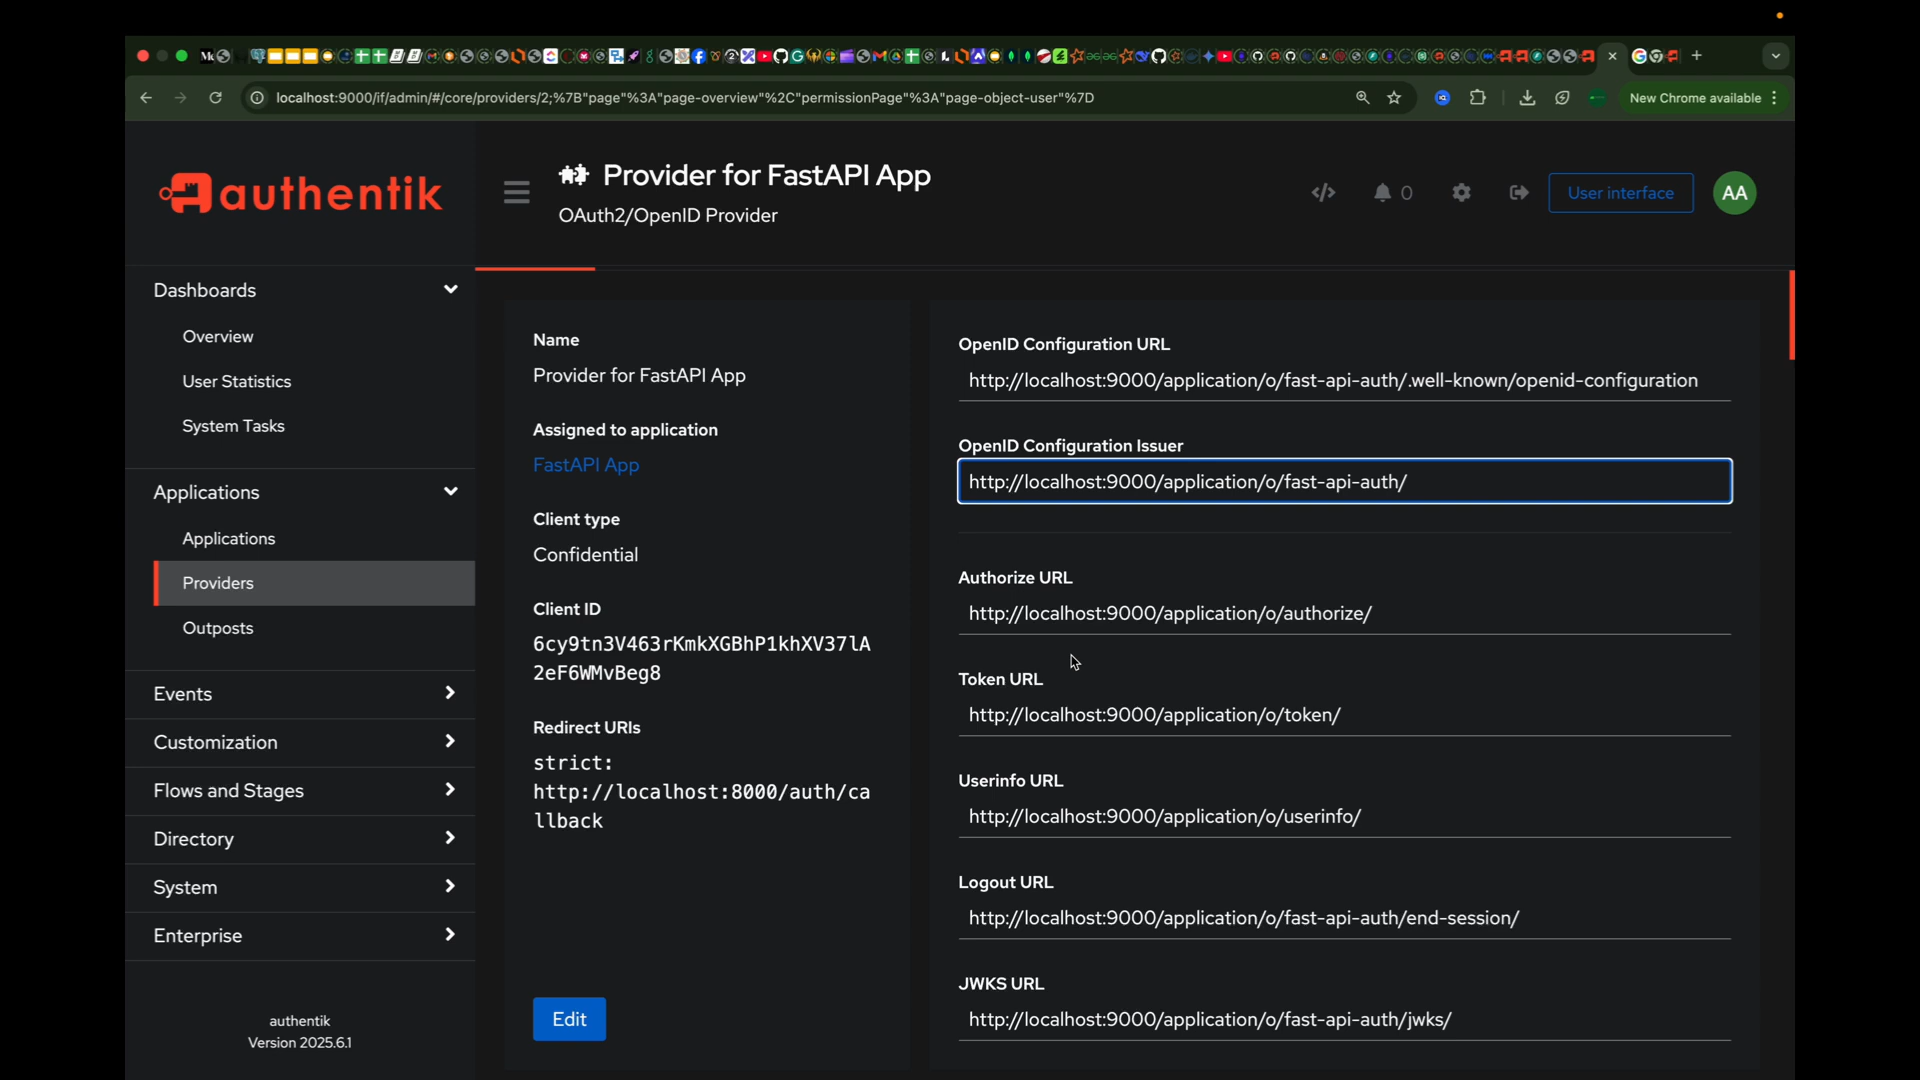 localhost:9000/if/admin/#/core/providers/2;%7B"page"%3A"page-overview"%2C"permissionPage"%3A"page-object-user"%7D
New Chrome available
authentik
Provider for FastAPI App
OAuth2/OpenID Provider
0
User interface
AA
Dashboards
Overview
User Statistics
System Tasks
Applications
Applications
Providers
Outposts
Events
Customization
Flows and Stages
Directory
System
Enterprise
authentik
Version 2025.6.1
Name
Provider for FastAPI App
Assigned to application
FastAPI App
Client type
Confidential
Client ID
6cy9tn3V463rKmkXGBhP1khXV37lA
2eF6WMvBeg8
Redirect URIs
strict:
http://localhost:8000/auth/ca
llback
Edit
OpenID Configuration URL
http://localhost:9000/application/o/fast-api-auth/.well-known/openid-configuration
OpenID Configuration Issuer
http://localhost:9000/application/o/fast-api-auth/
Authorize URL
http://localhost:9000/application/o/authorize/
Token URL
http://localhost:9000/application/o/token/
Userinfo URL
http://localhost:9000/application/o/userinfo/
Logout URL
http://localhost:9000/application/o/fast-api-auth/end-session/
JWKS URL
http://localhost:9000/application/o/fast-api-auth/jwks/